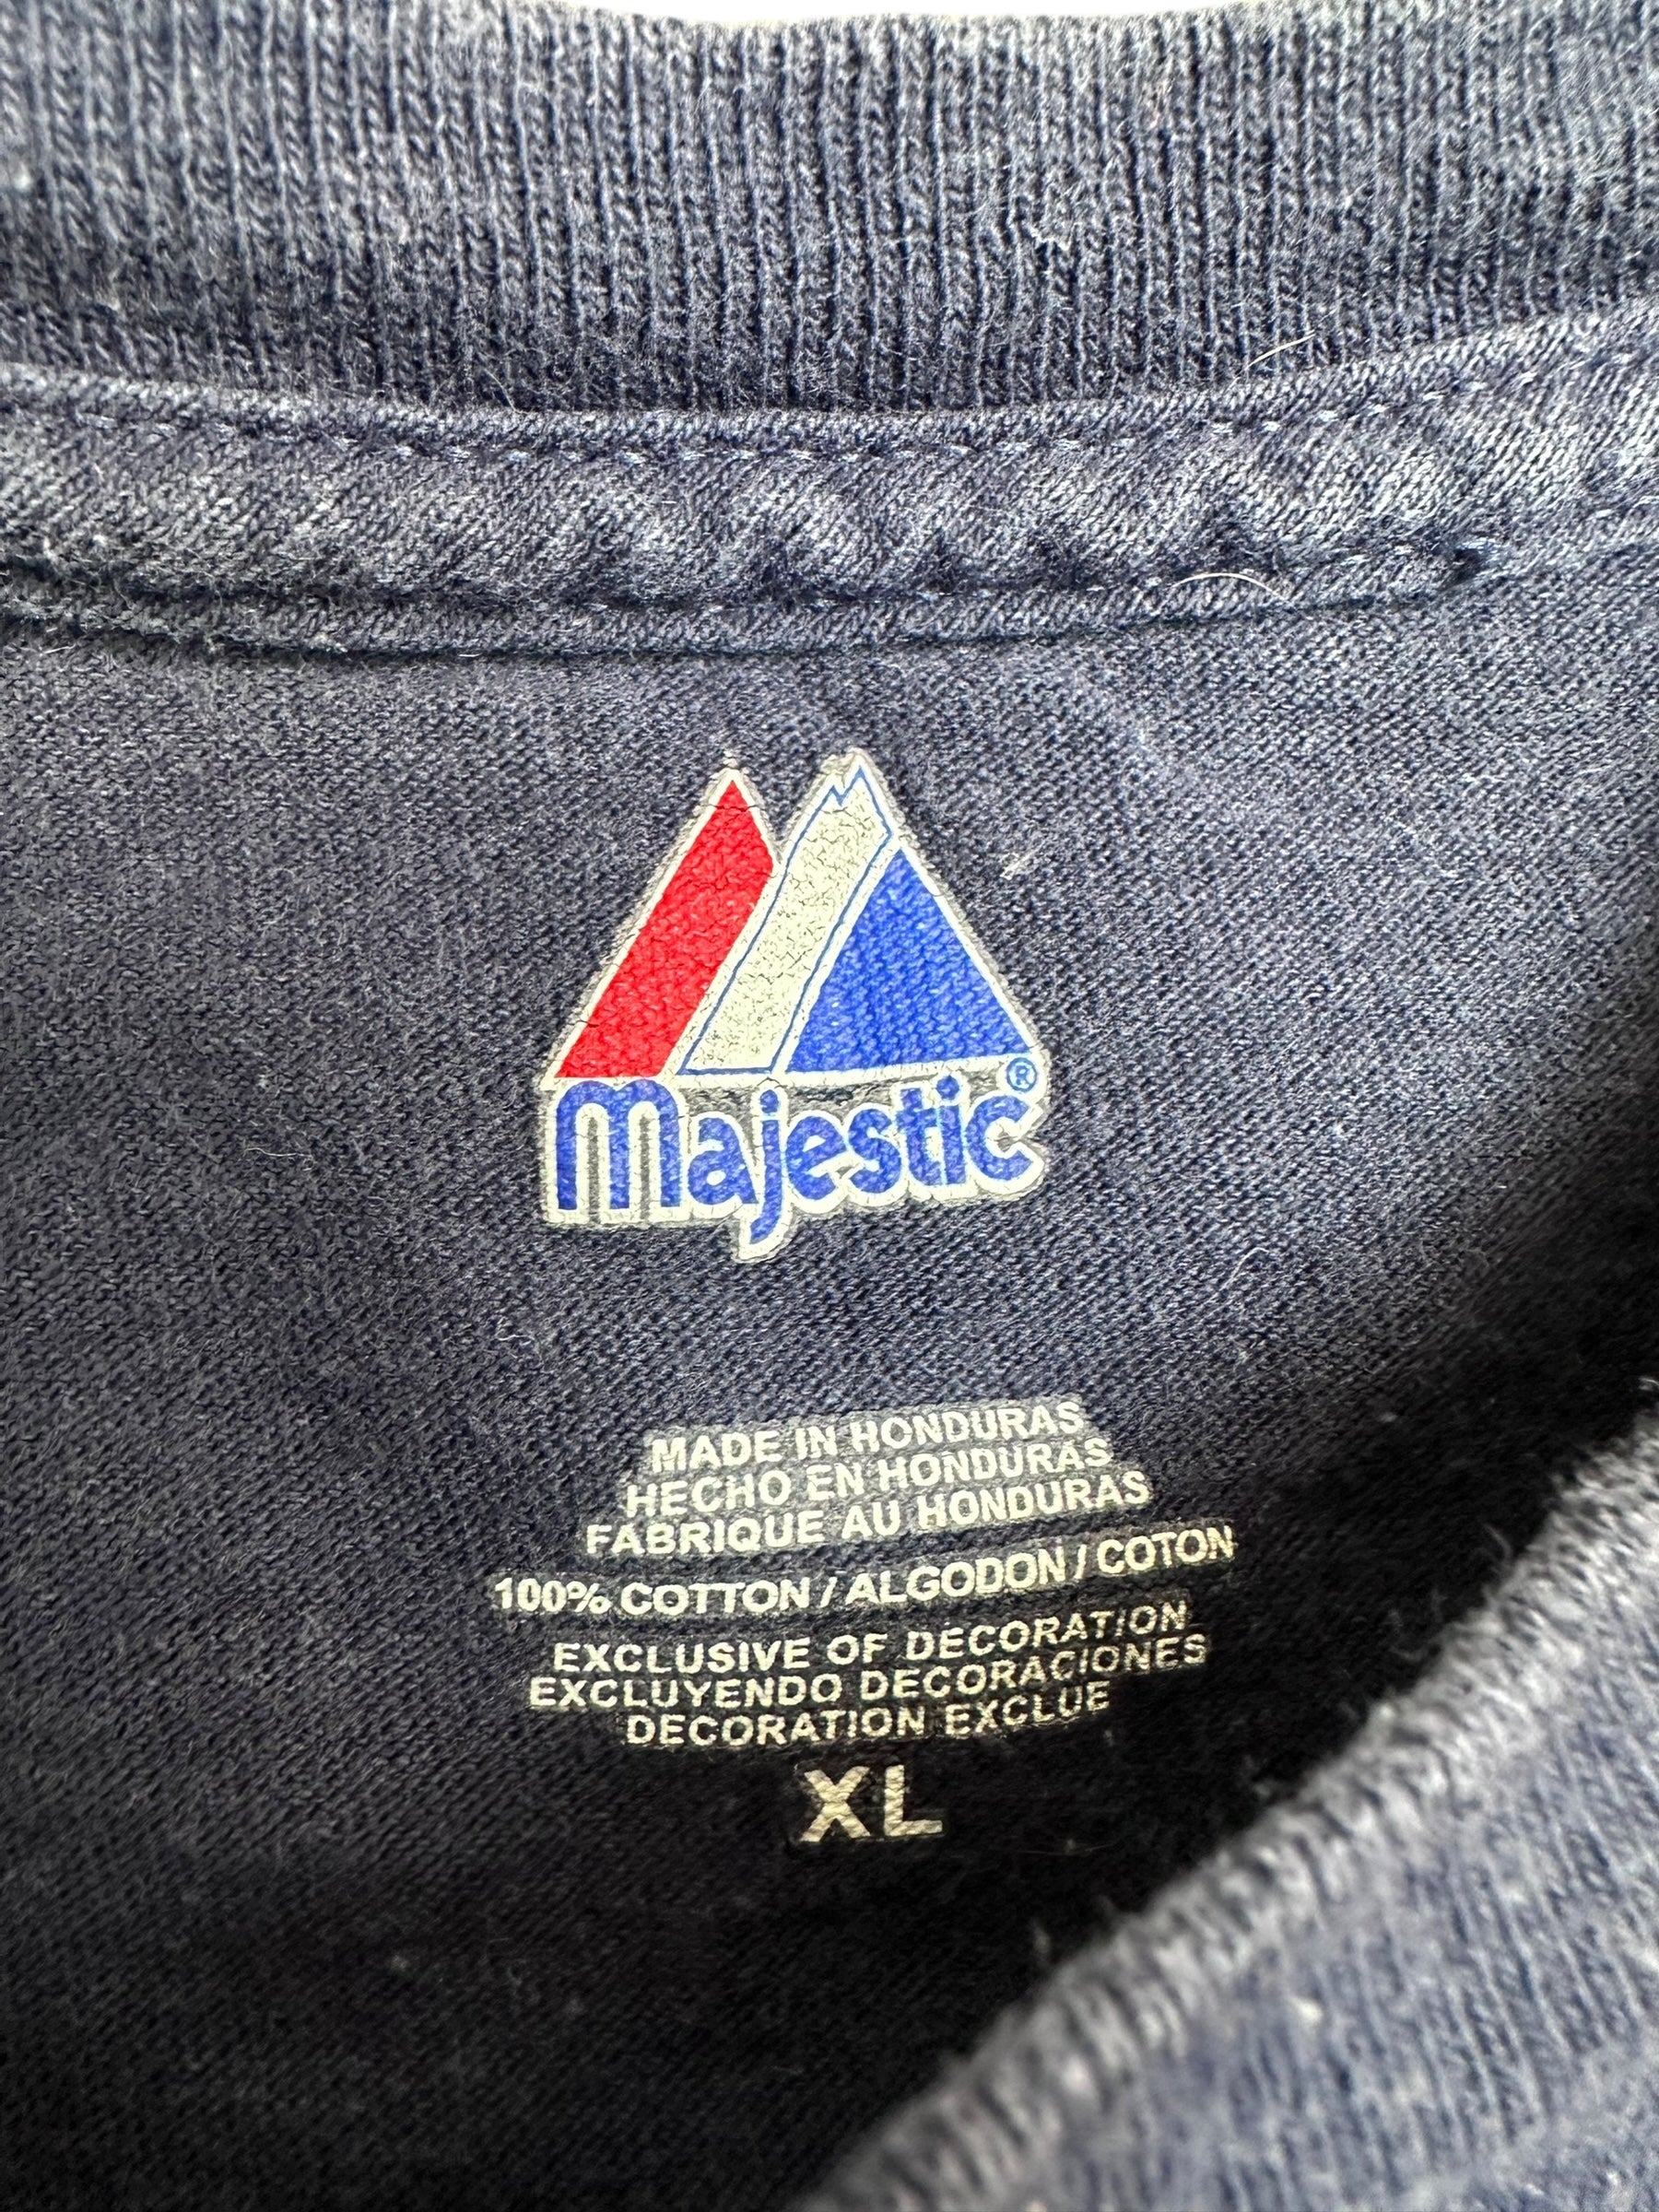 Majestic®
MADE IN HONDURAS
HECHO EN HONDURAS
FABRIQUE AU HONDURAS
100% COTTON / ALGODON / COTON
EXCLUSIVE OF DECORATION
EXCLUYENDO DECORACIONES
DECORATION EXCLUE
XL